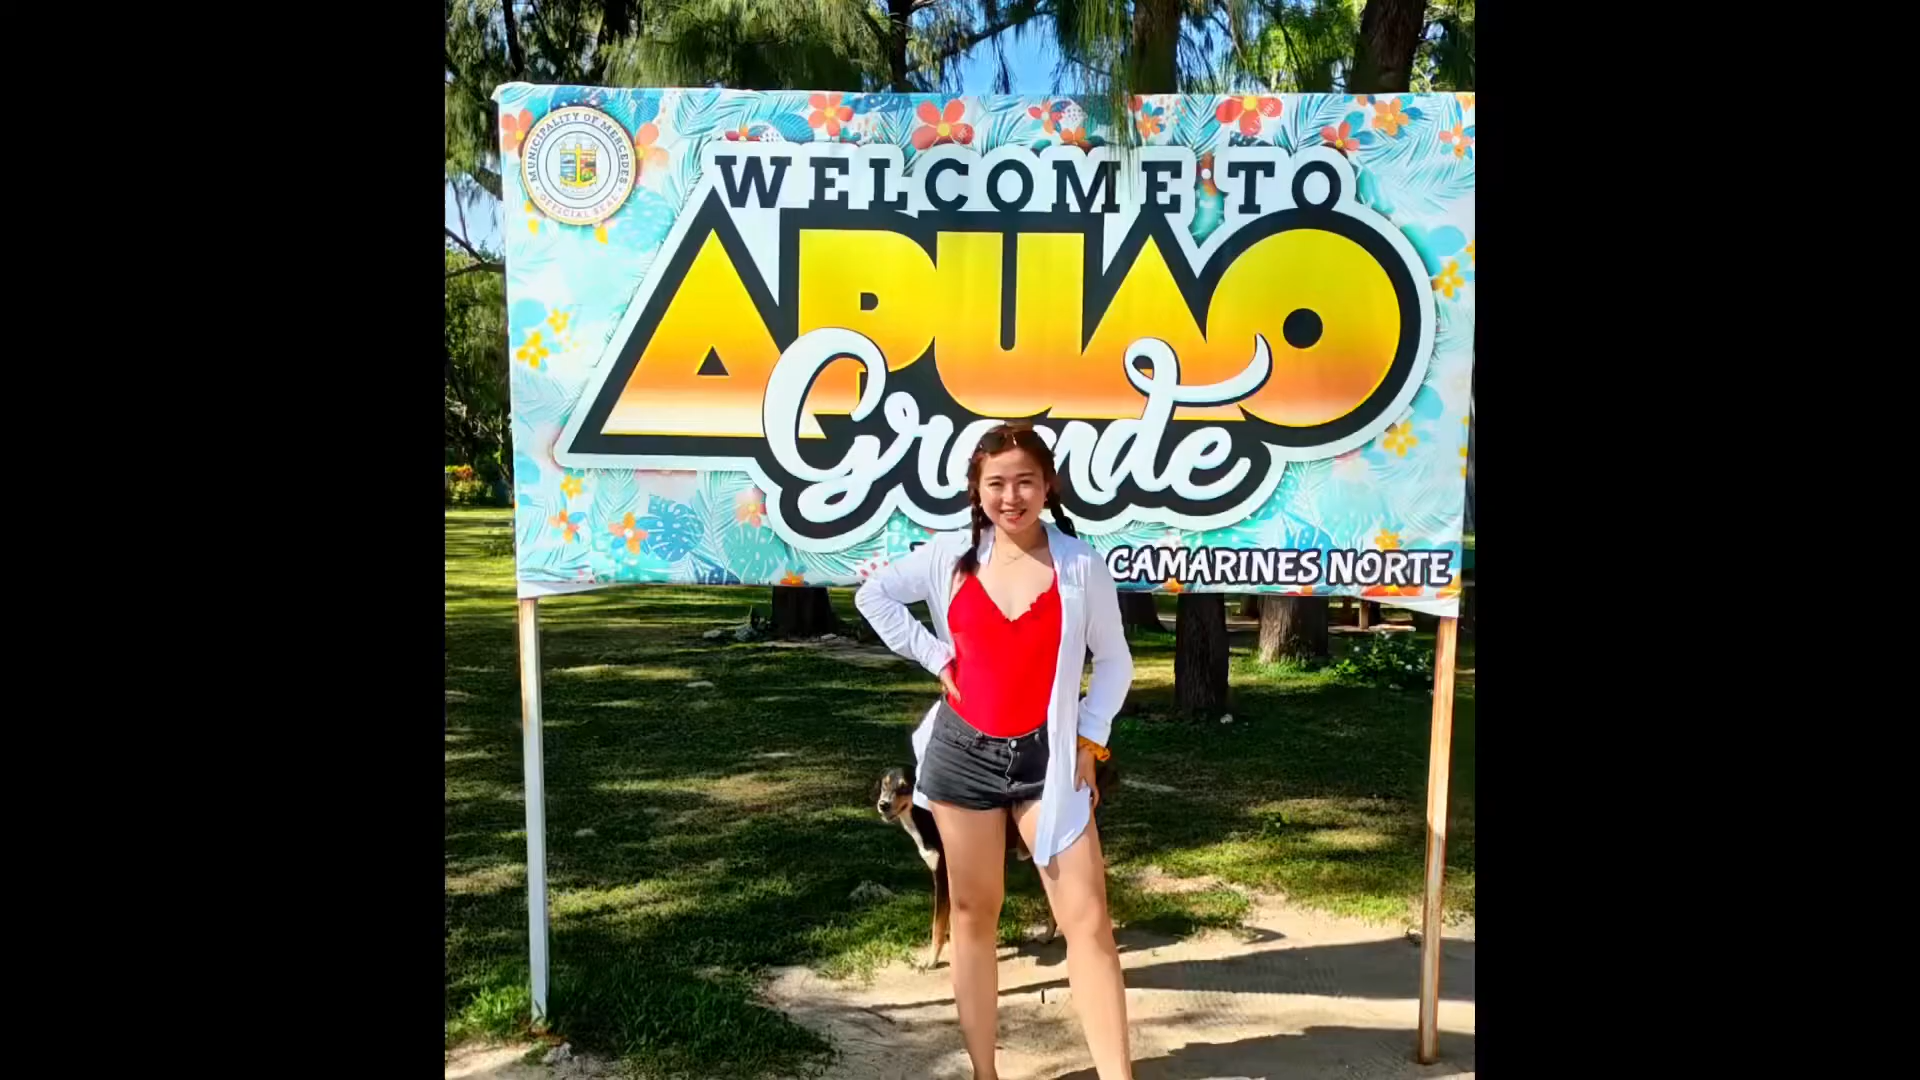 MUNICIPALITY OF MERCEDES
OFFICIAL SEAL
WELCOME TO
APUAO
Grande
CAMARINES NORTE